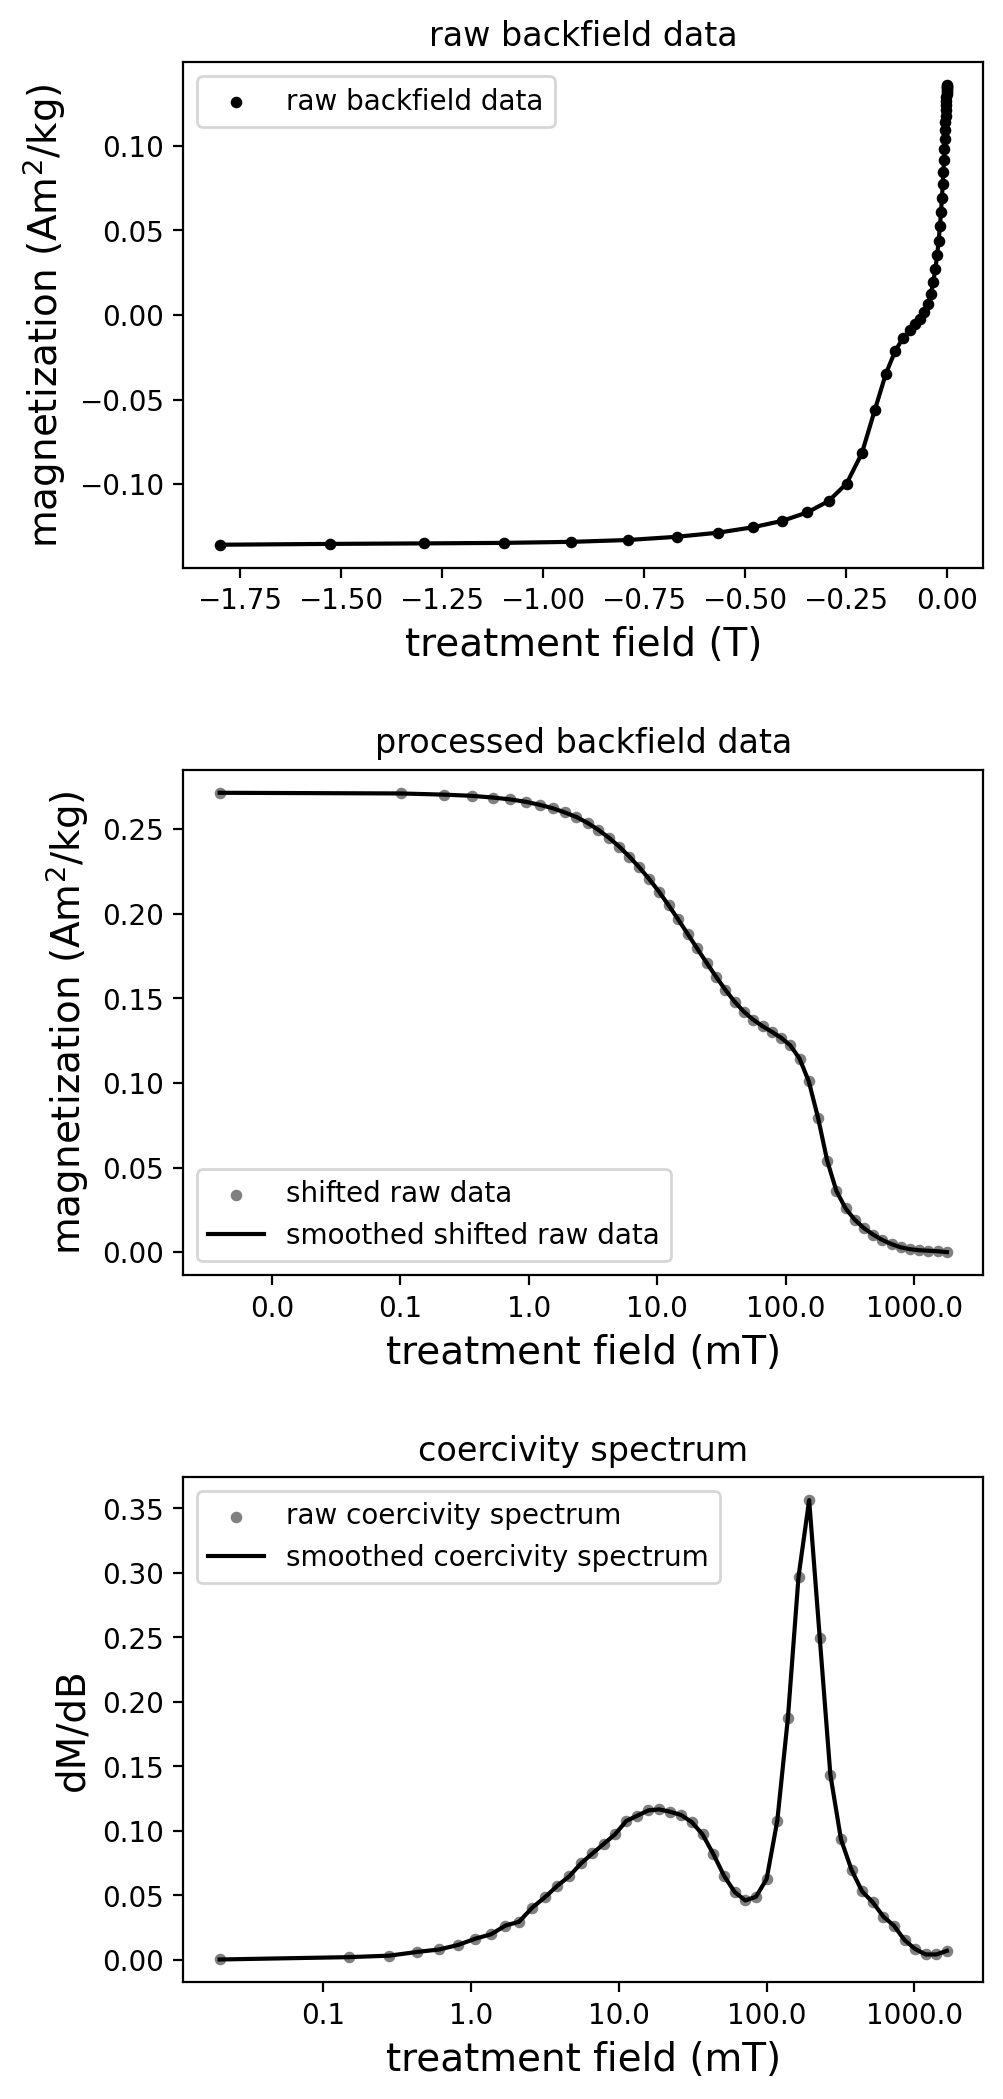 raw backfield data
raw backfield data
magnetization (Am²/kg)
0.10
0.05
0.00
−0.05
−0.10
−1.75 −1.50 −1.25 −1.00 −0.75 −0.50 −0.25 0.00
treatment field (T)
processed backfield data
magnetization (Am²/kg)
0.25
0.20
0.15
0.10
0.05
0.00
shifted raw data
smoothed shifted raw data
0.0 0.1 1.0 10.0 100.0 1000.0
treatment field (mT)
coercivity spectrum
raw coercivity spectrum
smoothed coercivity spectrum
dM/dB
0.35
0.30
0.25
0.20
0.15
0.10
0.05
0.00
0.1 1.0 10.0 100.0 1000.0
treatment field (mT)